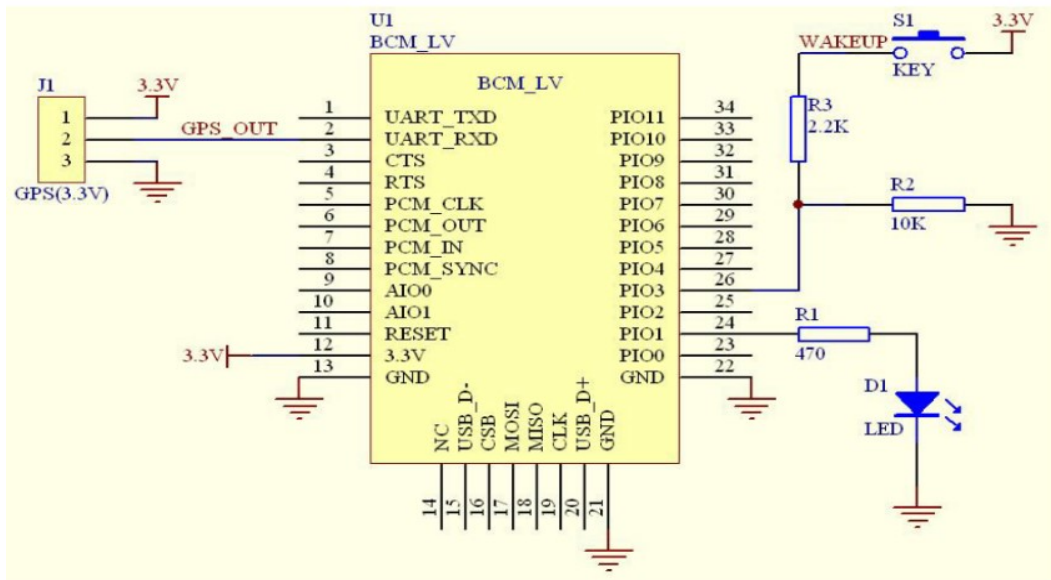 U1
BCM_LV
S1
3.3V
WAKEUP
KEY
J1
3.3V
BCM_LV
1
2
3
GPS_OUT
GPS(3.3V)
1 UART_TXD
2 UART_RXD
3 CTS
4 RTS
5 PCM_CLK
6 PCM_OUT
7 PCM_IN
8 PCM_SYNC
9 AIO0
10 AIO1
11 RESET
3.3V 12 3.3V
13 GND
PIO11 34
PIO10 33
PIO9 32
PIO8 31
PIO7 30
PIO6 29
PIO5 28
PIO4 27
PIO3 26
PIO2 25
PIO1 24
PIO0 23
GND 22
R3
2.2K
R2
10K
R1
470
D1
LED
NC
USB_D-
CSB
MOSI
MISO
CLK
USB_D+
GND
14
15
16
17
18
19
20
21